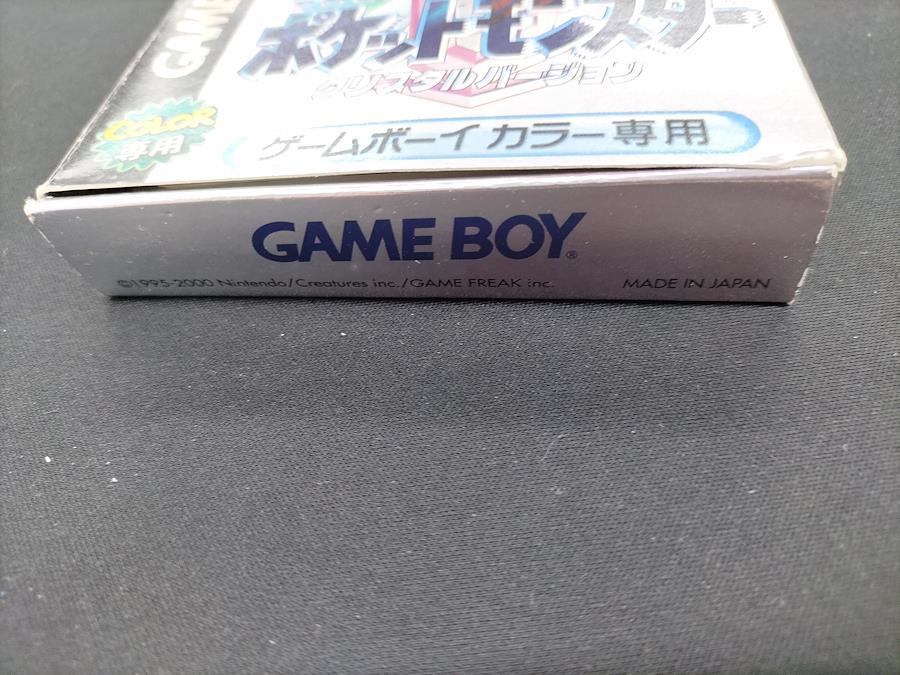 GAME
ポケットモンスター
クリスタルバージョン
COLOR
専用
ゲームボーイ カラー専用
GAME BOY®
©1995-2000 Nintendo/Creatures inc./GAME FREAK inc.
MADE IN JAPAN